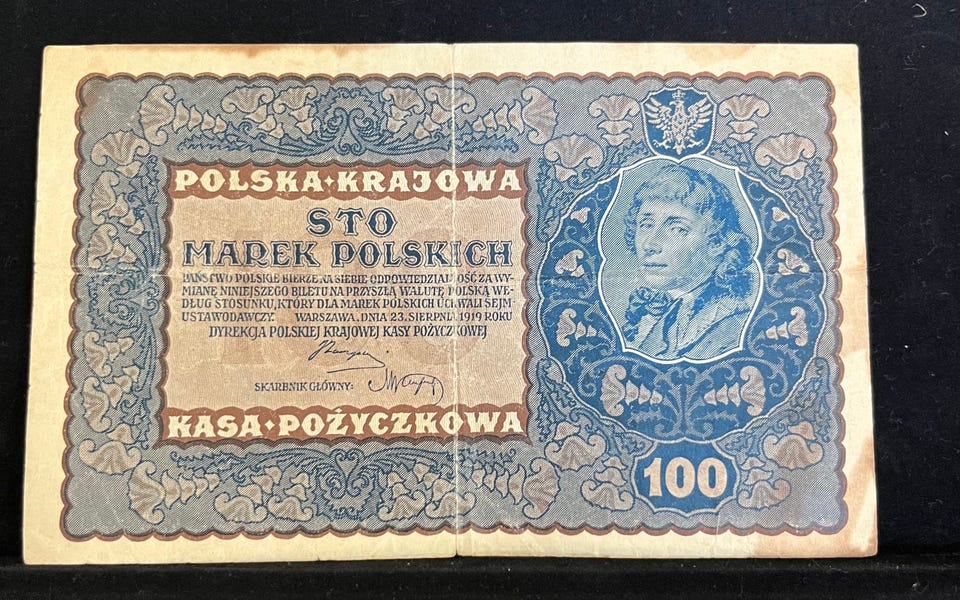 POLSKA·KRAJOWA
STO
MAREK POLSKICH
PAŃSTWO POLSKIE BIERZE NA SIEBIE ODPOWIEDZIALNOŚĆ ZA WY-
MIANĘ NINIEJSZEGO BILETU NA PRZYSZŁĄ WALUTĘ POLSKĄ WE-
DŁUG STOSUNKU, KTÓRY DLA MAREK POLSKICH UCHWALI SEJM
USTAWODAWCZY. WARSZAWA, DNIA 23. SIERPNIA 1919 ROKU
DYREKCJA POLSKIEJ KRAJOWEJ KASY POŻYCZKOWEJ
SKARBNIK GŁÓWNY:
KASA·POŻYCZKOWA
100